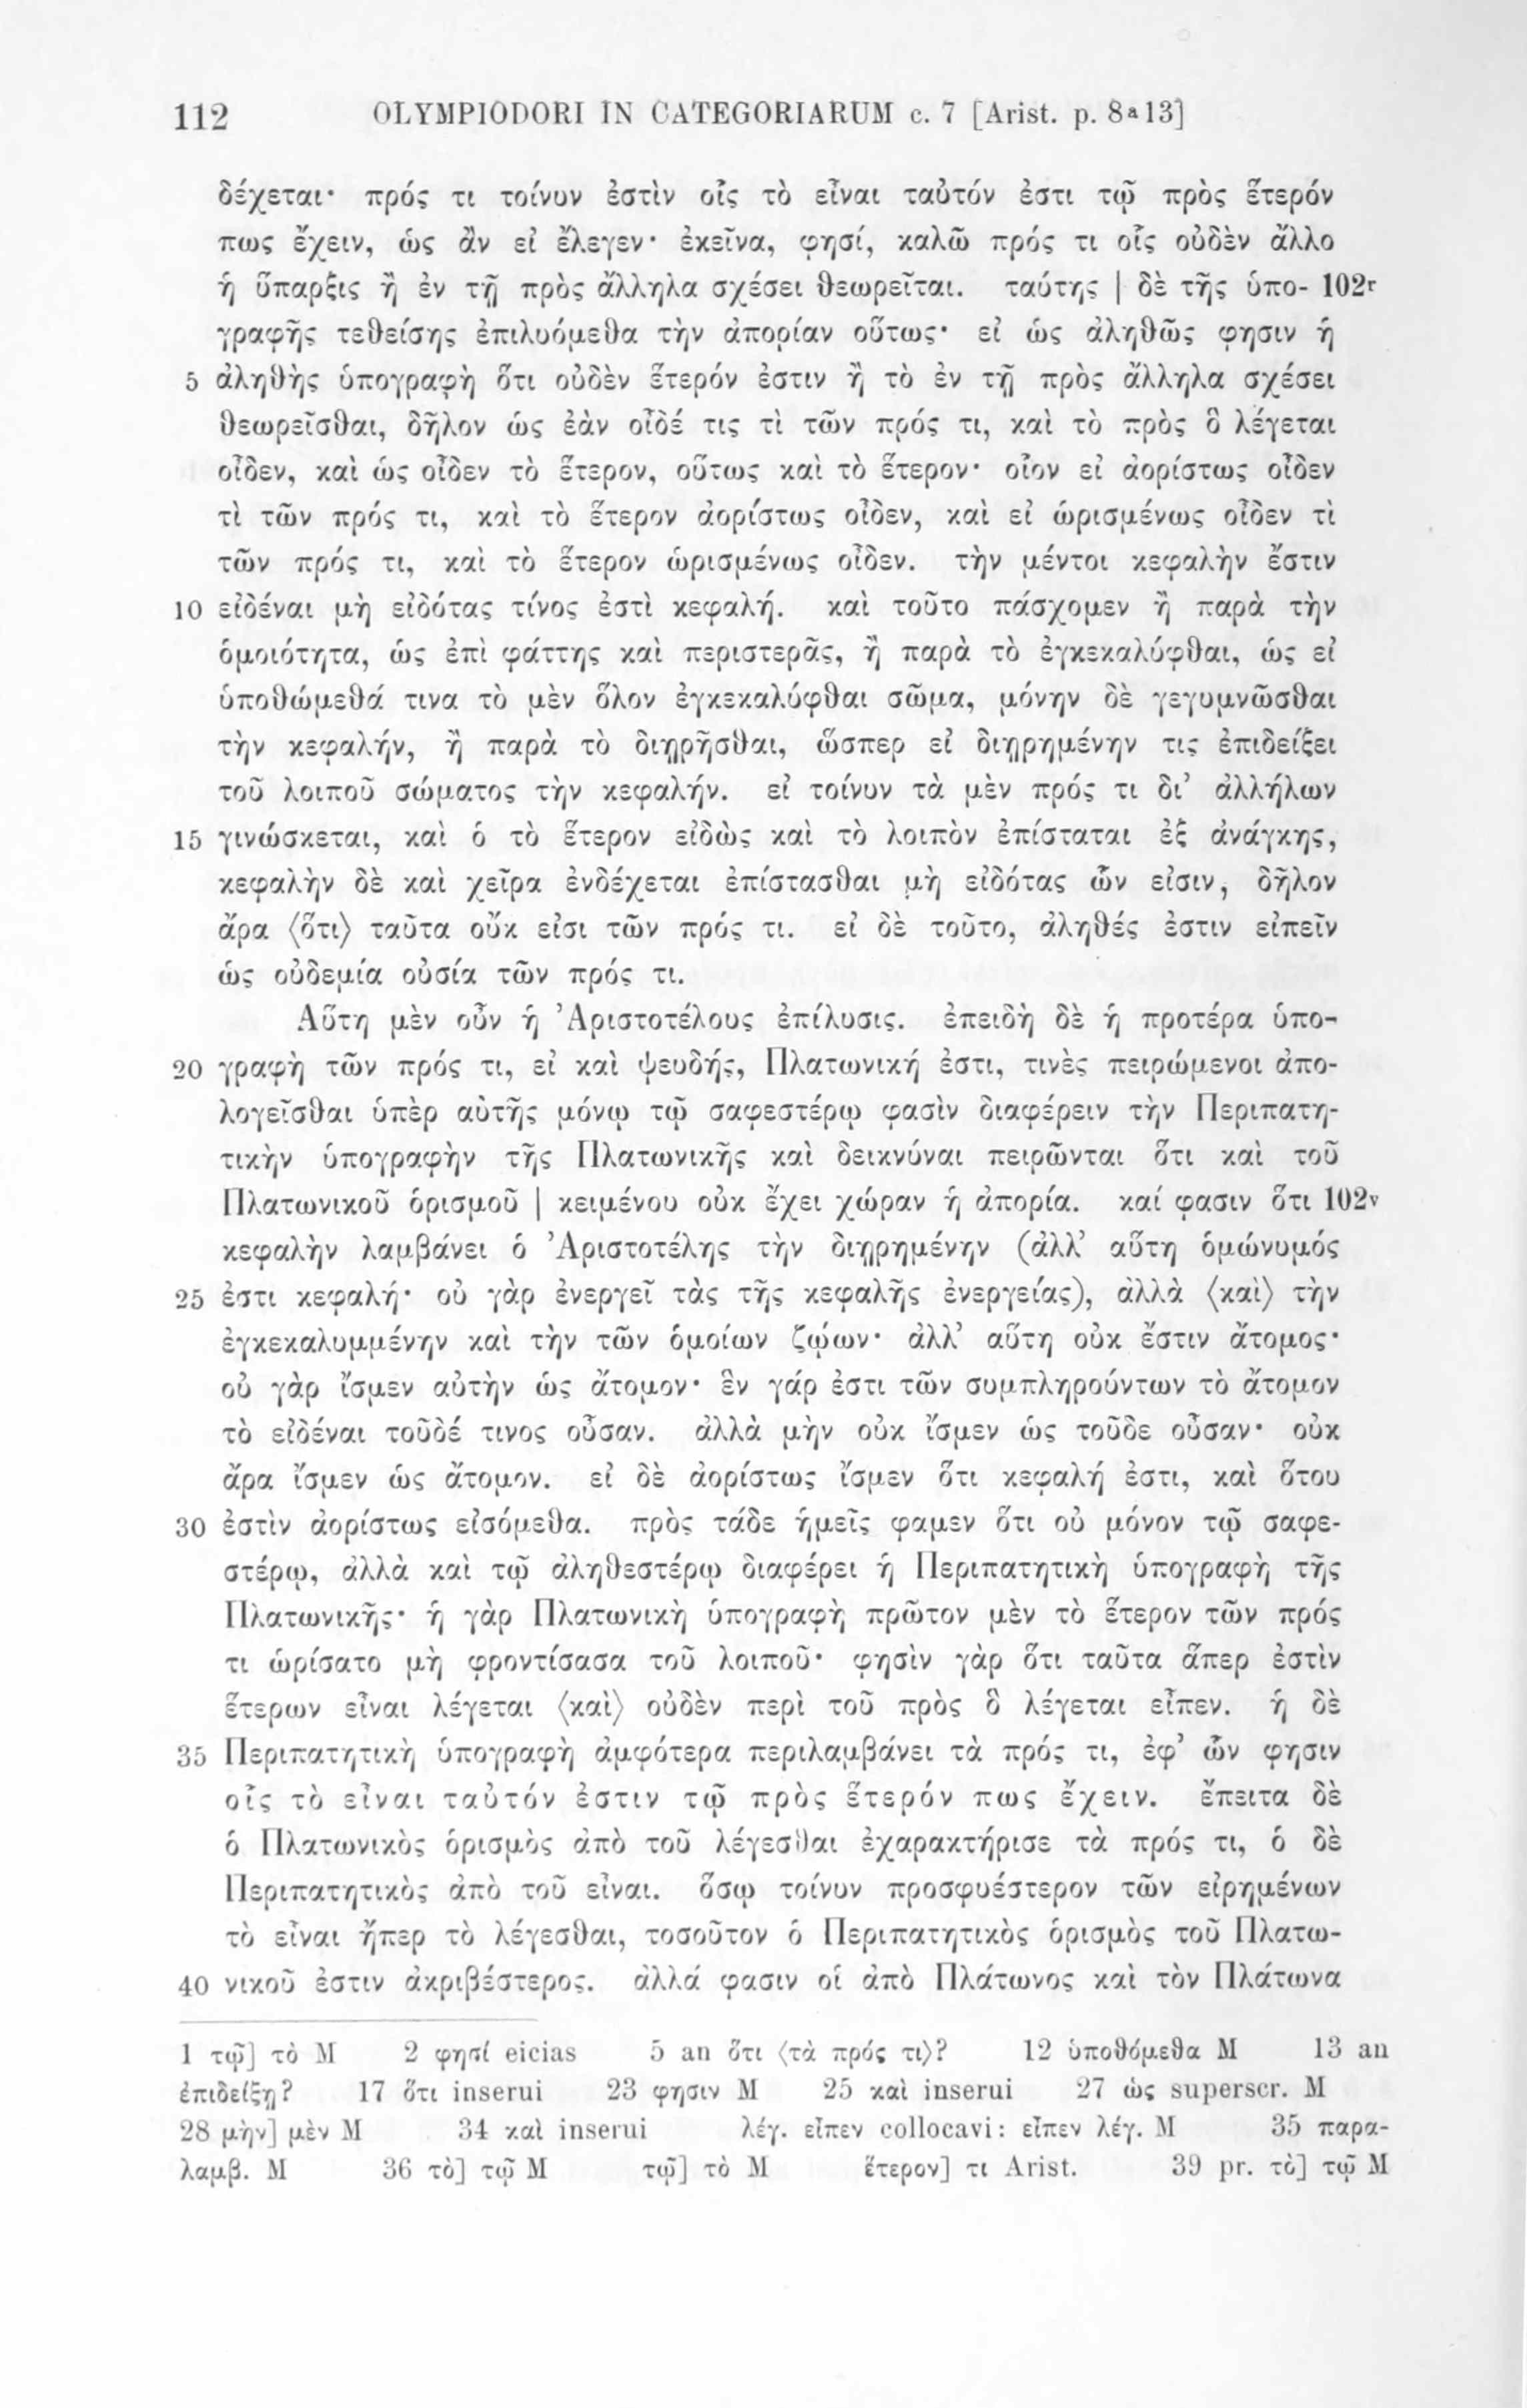 112 OLYMPIODORI IN CATEGORIARUM c. 7 [Arist. p. 8a13]
δέχεται· πρός τι τοίνυν ἐστὶν οἷς τὸ εἶναι ταὐτόν ἐστι τῷ πρὸς ἕτερόν
πως ἔχειν, ὡς ἂν εἰ ἔλεγεν· ἐκεῖνα, φησί, καλῶ πρός τι οἷς οὐδὲν ἄλλο
ἡ ὕπαρξις ἢ ἐν τῇ πρὸς ἄλληλα σχέσει θεωρεῖται. ταύτης | δὲ τῆς ὑπο- 102r
γραφῆς τεθείσης ἐπιλυόμεθα τὴν ἀπορίαν οὕτως· εἰ ὡς ἀληθῶς φησιν ἡ
5 ἀληθὴς ὑπογραφὴ ὅτι οὐδὲν ἕτερόν ἐστιν ἢ τὸ ἐν τῇ πρὸς ἄλληλα σχέσει
θεωρεῖσθαι, δῆλον ὡς ἐὰν οἶδέ τις τὶ τῶν πρός τι, καὶ τὸ πρὸς ὃ λέγεται
οἶδεν, καὶ ὡς οἶδεν τὸ ἕτερον, οὕτως καὶ τὸ ἕτερον· οἷον εἰ ἀορίστως οἶδεν
τὶ τῶν πρός τι, καὶ τὸ ἕτερον ἀορίστως οἶδεν, καὶ εἰ ὡρισμένως οἶδεν τὶ
τῶν πρός τι, καὶ τὸ ἕτερον ὡρισμένως οἶδεν. τὴν μέντοι κεφαλὴν ἔστιν
10 εἰδέναι μὴ εἰδότας τίνος ἐστὶ κεφαλή. καὶ τοῦτο πάσχομεν ἢ παρὰ τὴν
ὁμοιότητα, ὡς ἐπὶ φάττης καὶ περιστερᾶς, ἢ παρὰ τὸ ἐγκεκαλύφθαι, ὡς εἰ
ὑποθώμεθά τινα τὸ μὲν ὅλον ἐγκεκαλύφθαι σῶμα, μόνην δὲ γεγυμνῶσθαι
τὴν κεφαλήν, ἢ παρὰ τὸ διῃρῆσθαι, ὥσπερ εἰ διῃρημένην τις ἐπιδείξει
τοῦ λοιποῦ σώματος τὴν κεφαλήν. εἰ τοίνυν τὰ μὲν πρός τι δι’ ἀλλήλων
15 γινώσκεται, καὶ ὁ τὸ ἕτερον εἰδὼς καὶ τὸ λοιπὸν ἐπίσταται ἐξ ἀνάγκης,
κεφαλὴν δὲ καὶ χεῖρα ἐνδέχεται ἐπίστασθαι μὴ εἰδότας ὧν εἰσιν, δῆλον
ἄρα ⟨ὅτι⟩ ταῦτα οὔκ εἰσι τῶν πρός τι. εἰ δὲ τοῦτο, ἀληθές ἐστιν εἰπεῖν
ὡς οὐδεμία οὐσία τῶν πρός τι.
Αὕτη μὲν οὖν ἡ Ἀριστοτέλους ἐπίλυσις. ἐπειδὴ δὲ ἡ προτέρα ὑπο-
20 γραφὴ τῶν πρός τι, εἰ καὶ ψευδής, Πλατωνική ἐστι, τινὲς πειρώμενοι ἀπο-
λογεῖσθαι ὑπὲρ αὐτῆς μόνῳ τῷ σαφεστέρῳ φασὶν διαφέρειν τὴν Περιπατη-
τικὴν ὑπογραφὴν τῆς Πλατωνικῆς καὶ δεικνύναι πειρῶνται ὅτι καὶ τοῦ
Πλατωνικοῦ ὁρισμοῦ | κειμένου οὐκ ἔχει χώραν ἡ ἀπορία. καί φασιν ὅτι 102v
κεφαλὴν λαμβάνει ὁ Ἀριστοτέλης τὴν διῃρημένην (ἀλλ’ αὕτη ὁμώνυμός
25 ἐστι κεφαλή· οὐ γὰρ ἐνεργεῖ τὰς τῆς κεφαλῆς ἐνεργείας), ἀλλὰ ⟨καὶ⟩ τὴν
ἐγκεκαλυμμένην καὶ τὴν τῶν ὁμοίων ζῴων· ἀλλ’ αὕτη οὐκ ἔστιν ἄτομος·
οὐ γὰρ ἴσμεν αὐτὴν ὡς ἄτομον· ἓν γάρ ἐστι τῶν συμπληρούντων τὸ ἄτομον
τὸ εἰδέναι τοῦδέ τινος οὖσαν. ἀλλὰ μὴν οὐκ ἴσμεν ὡς τοῦδε οὖσαν· οὐκ
ἄρα ἴσμεν ὡς ἄτομον. εἰ δὲ ἀορίστως ἴσμεν ὅτι κεφαλή ἐστι, καὶ ὅτου
30 ἐστὶν ἀορίστως εἰσόμεθα. πρὸς τάδε ἡμεῖς φαμεν ὅτι οὐ μόνον τῷ σαφε-
στέρῳ, ἀλλὰ καὶ τῷ ἀληθεστέρῳ διαφέρει ἡ Περιπατητικὴ ὑπογραφὴ τῆς
Πλατωνικῆς· ἡ γὰρ Πλατωνικὴ ὑπογραφὴ πρῶτον μὲν τὸ ἕτερον τῶν πρός
τι ὡρίσατο μὴ φροντίσασα τοῦ λοιποῦ· φησὶν γὰρ ὅτι ταῦτα ἅπερ ἐστὶν
ἕτερων εἶναι λέγεται ⟨καὶ⟩ οὐδὲν περὶ τοῦ πρὸς ὃ λέγεται εἶπεν. ἡ δὲ
35 Περιπατητικὴ ὑπογραφὴ ἀμφότερα περιλαμβάνει τὰ πρός τι, ἐφ’ ὧν φησιν
οἷς τὸ εἶναι ταὐτόν ἐστιν τῷ πρὸς ἕτερόν πως ἔχειν. ἔπειτα δὲ
ὁ Πλατωνικὸς ὁρισμὸς ἀπὸ τοῦ λέγεσθαι ἐχαρακτήρισε τὰ πρός τι, ὁ δὲ
Περιπατητικὸς ἀπὸ τοῦ εἶναι. ὅσῳ τοίνυν προσφυέστερον τῶν εἰρημένων
τὸ εἶναι ἤπερ τὸ λέγεσθαι, τοσοῦτον ὁ Περιπατητικὸς ὁρισμὸς τοῦ Πλατω-
40 νικοῦ ἐστιν ἀκριβέστερος. ἀλλά φασιν οἱ ἀπὸ Πλάτωνος καὶ τὸν Πλάτωνα
1 τῷ] τὸ M 2 φησί eicias 5 an ὅτι ⟨τὰ πρός τι⟩? 12 ὑποθόμεθα M 13 an
ἐπιδείξῃ? 17 ὅτι inserui 23 φησιν M 25 καὶ inserui 27 ὡς superscr. M
28 μὴν] μὲν M 34 καὶ inserui λέγ. εἶπεν collocavi: εἶπεν λέγ. M 35 παρα-
λαμβ. M 36 τὸ] τῷ M τῷ] τὸ M ἕτερον] τι Arist. 39 pr. τὸ] τῷ M